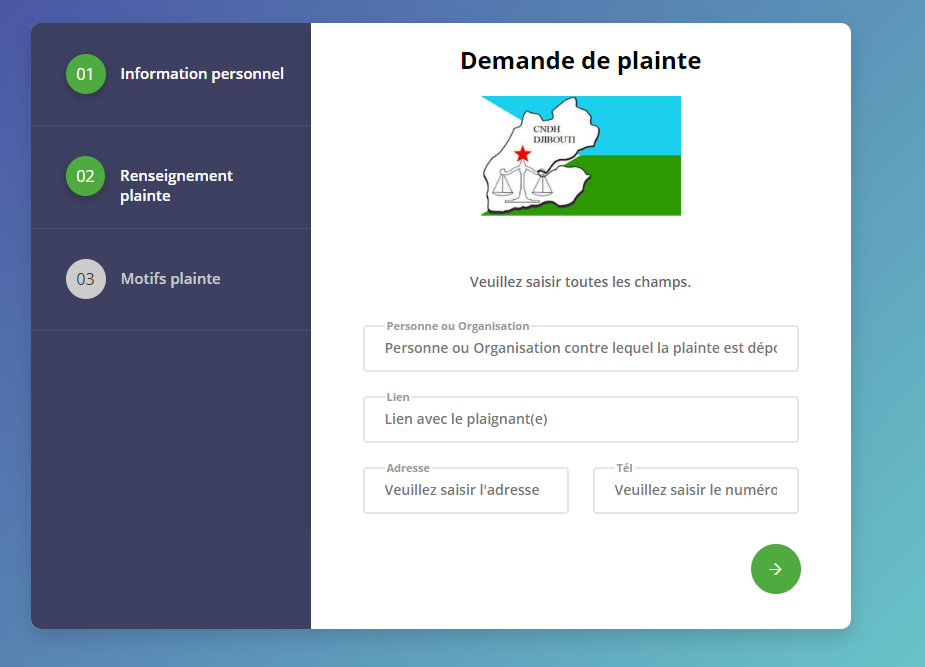 01 Information personnel
02 Renseignement
plainte
03 Motifs plainte
Demande de plainte
CNDH
DJIBOUTI
Veuillez saisir toutes les champs.
Personne ou Organisation
Personne ou Organisation contre lequel la plainte est dépo
Lien
Lien avec le plaignant(e)
Adresse
Veuillez saisir l'adresse
Tél
Veuillez saisir le numéro